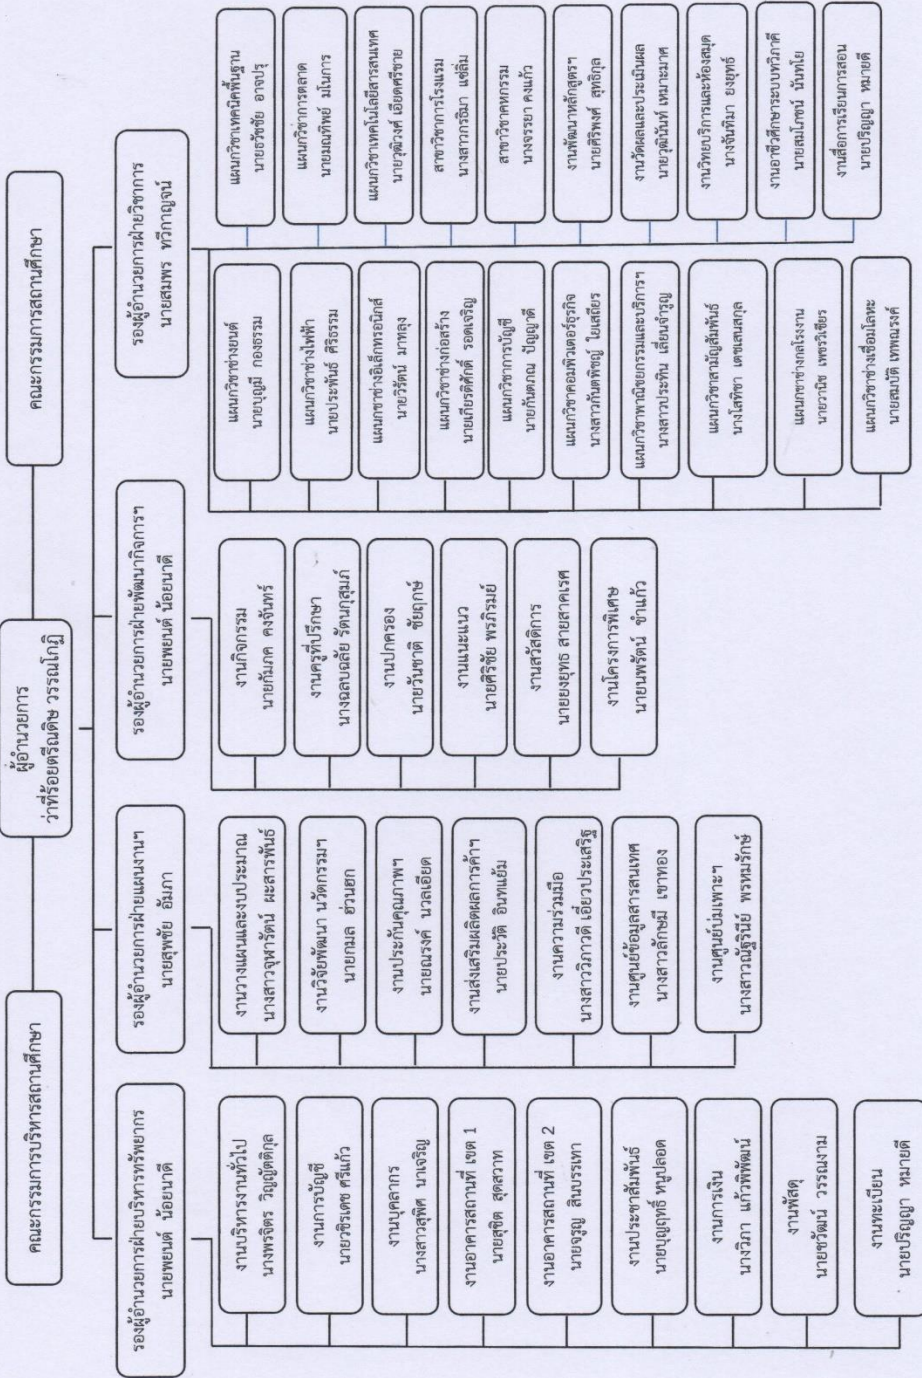 ผู้อำนวยการ
ว่าที่ร้อยตรีณดิษ วรรณโกฏิ
คณะกรรมการบริหารสถานศึกษา
คณะกรรมการสถานศึกษา
รองผู้อำนวยการฝ่ายบริหารทรัพยากร
นายพยนต์ น้อยนาดี
งานบริหารงานทั่วไป
นางพรจิตร วิญญัตติกุล
งานการบัญชี
นายวชิรเดช ศรีแก้ว
งานบุคลากร
นางสาวสุพิศ นาเจริญ
งานอาคารสถานที่ เขต 1
นายสุขิต สุดสวาท
งานอาคารสถานที่ เขต 2
นายจรูญ สินบรรเทา
งานประชาสัมพันธ์
นายบุญฤทธิ์ หนูปลอด
งานการเงิน
นางวิภา แก้วพิพัฒน์
งานพัสดุ
นายชวัฒน์ วรรณงาม
งานทะเบียน
นายปริญญา หมายดี
รองผู้อำนวยการฝ่ายแผนงานฯ
นายสุพชัย อัมภา
งานวางแผนและงบประมาณ
นางสาวจุฬารัตน์ ผะสารพันธ์
งานวิจัยพัฒนา นวัตกรรมฯ
นายกมล ฮ่วนฮก
งานประกันคุณภาพฯ
นายณรงค์ นวลเอียด
งานส่งเสริมผลิตผลการค้าฯ
นายประวัติ อินทแย้ม
งานความร่วมมือ
นางสาววิภาวดี เอี่ยวประเสริฐ
งานศูนย์ข้อมูลสารสนเทศ
นางสาวลักขมี เขาทอง
งานศูนย์บ่มเพาะฯ
นางสาวณัฐรินีย์ พรหมรักษ์
รองผู้อำนวยการฝ่ายพัฒนากิจการฯ
นายพยนต์ น้อยนาดี
งานกิจกรรม
นายกัมภค คงจันทร์
งานครูที่ปรึกษา
นางฉลบฉลัย รัตนกุสุมภ์
งานปกครอง
นายวันชาติ ชัยฤกษ์
งานแนะแนว
นายศิริชัย พรภิรมย์
งานสวัสดิการ
นายยงยุทธ สายสาคเรศ
งานโครงการพิเศษ
นายนพรัตน์ ชำแก้ว
รองผู้อำนวยการฝ่ายวิชาการ
นายสมพร ทวีกาญจน์
แผนกวิชาช่างยนต์
นายบุญมี กองธรรม
แผนกวิชาช่างไฟฟ้า
นายประพันธ์ ศิริธรรม
แผนกชาช่างอิเล็กทรอนิกส์
นายวิรัตน์ มาหลุง
แผนกวิชาช่างก่อสร้าง
นายเกียรติศักดิ์ รอดเจริญ
แผนกวิชาการบัญชี
นายกันตภณ ปัญญาดี
แผนกวิชาคอมพิวเตอร์ธุรกิจ
นางสาวกันตพิชญ์ ใยเสถียร
แผนกวิชาพาณิชยกรรมและบริการฯ
นางสาวประทิน เลี่ยนจำรูญ
แผนกวิชาสามัญสัมพันธ์
นางโสทิชา เดชเสนสกุล
แผนกชาช่างกลโรงงาน
นายวานิช เพชรวิเชียร
แผนกวิชาช่างเชื่อมโลหะ
นายสมบัติ เทพณรงค์
แผนกวิชาเทคนิคพื้นฐาน
นายธวัชชัย อาจปรุ
แผนกวิชาการตลาด
นายมณทิพย์ มโนการ
แผนกวิชาเทคโนโลยีสารสนเทศ
นายวุฒิวงศ์ เอียดศรีชาย
สาขาวิชาการโรงแรม
นางสาวกรธิมา แซ่ลิ่ม
สาขาวิชาคหกรรม
นางจรรยา คงแก้ว
งานพัฒนาหลักสูตรฯ
นายศิริพงศ์ สุทธิกุล
งานวัดผลและประเมินผล
นายวุฒินันท์ เหมาะมาศ
งานวิทยบริการและห้องสมุด
นางจันทิมา ยงยุทธ์
งานอาชีวศึกษาระบบทวิภาคี
นายสมโภชน์ นันทโย
งานสื่อการเรียนการสอน
นายปริญญา หมายดี